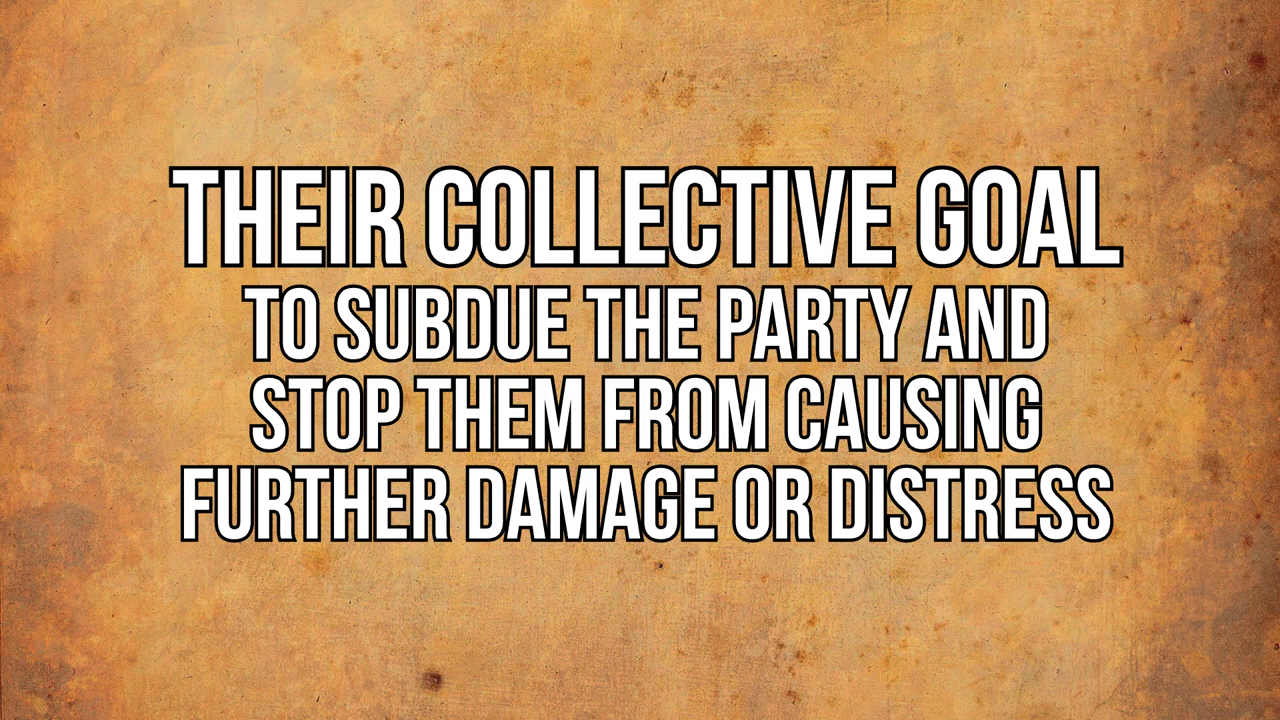 THEIR COLLECTIVE GOAL
TO SUBDUE THE PARTY AND
STOP THEM FROM CAUSING
FURTHER DAMAGE OR DISTRESS